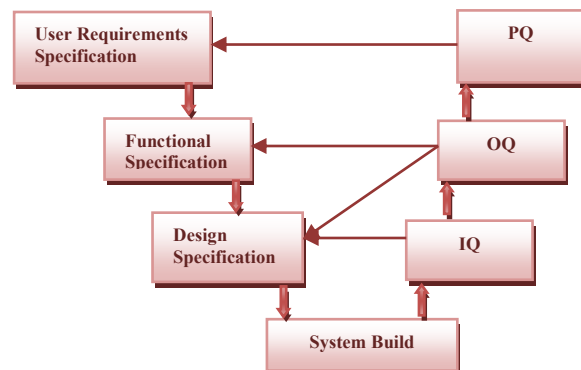 User Requirements
Specification
PQ
Functional
Specification
OQ
Design
Specification
IQ
System Build